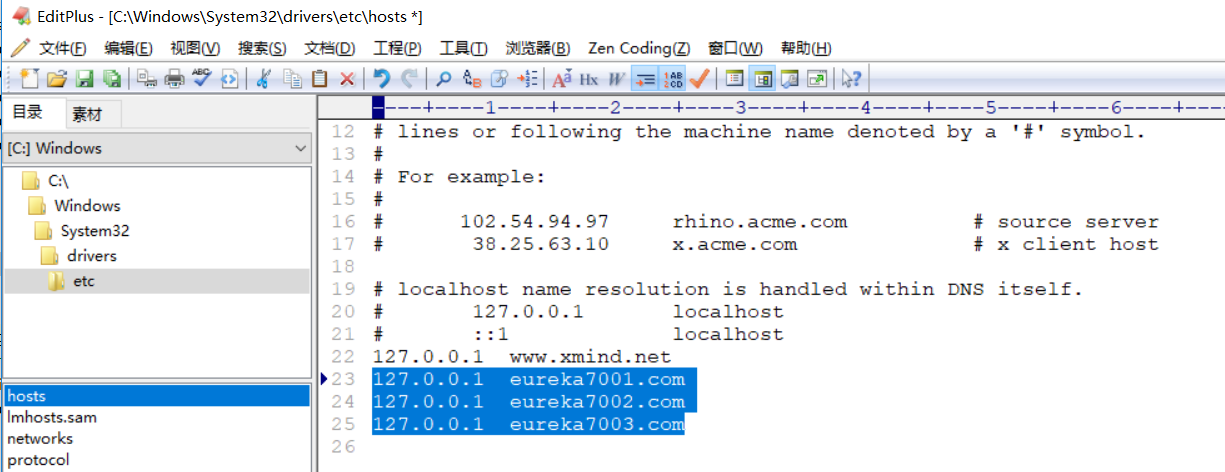 EditPlus - [C:\Windows\System32\drivers\etc\hosts *]
文件(F) 编辑(E) 视图(V) 搜索(S) 文档(D) 工程(P) 工具(T) 浏览器(B) Zen Coding(Z) 窗口(W) 帮助(H)
目录 素材
[C:] Windows
C:\
Windows
System32
drivers
etc
hosts
lmhosts.sam
networks
protocol
----+----1----+----2----+----3----+----4----+----5----+----6----+----
12 # lines or following the machine name denoted by a '#' symbol.
13 #
14 # For example:
15 #
16 #      102.54.94.97     rhino.acme.com          # source server
17 #       38.25.63.10     x.acme.com              # x client host
18
19 # localhost name resolution is handled within DNS itself.
20 #       127.0.0.1       localhost
21 #       ::1             localhost
22 127.0.0.1  www.xmind.net
23 127.0.0.1  eureka7001.com
24 127.0.0.1  eureka7002.com
25 127.0.0.1  eureka7003.com
26